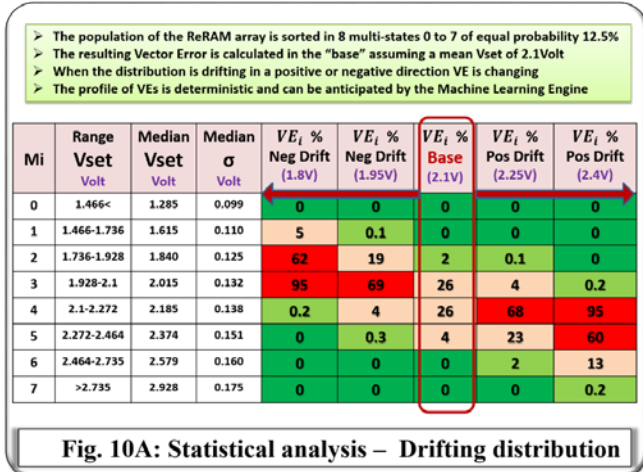 ➤ The population of the ReRAM array is sorted in 8 multi-states 0 to 7 of equal probability 12.5%
➤ The resulting Vector Error is calculated in the “base” assuming a mean Vset of 2.1Volt
➤ When the distribution is drifting in a positive or negative direction VE is changing
➤ The profile of VEs is deterministic and can be anticipated by the Machine Learning Engine
Mi Range Vset Volt Median Vset Volt Median σ Volt VEi % Neg Drift (1.8V) VEi % Neg Drift (1.95V) VEi % Base (2.1V) VEi % Pos Drift (2.25V) VEi % Pos Drift (2.4V)
0 1.466< 1.285 0.099 0 0 0 0 0
1 1.466-1.736 1.615 0.110 5 0.1 0 0 0
2 1.736-1.928 1.840 0.125 62 19 2 0.1 0
3 1.928-2.1 2.015 0.132 95 69 26 4 0.2
4 2.1-2.272 2.185 0.138 0.2 4 26 68 95
5 2.272-2.464 2.374 0.151 0 0.3 4 23 60
6 2.464-2.735 2.579 0.160 0 0 0 2 13
7 >2.735 2.928 0.175 0 0 0 0 0.2
Fig. 10A: Statistical analysis – Drifting distribution